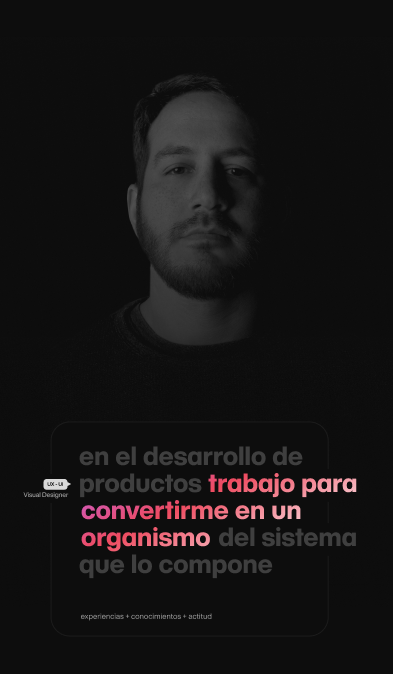 en el desarrollo de
UX - UI
productos trabajo para
Visual Designer
convertirme en un
organismo del sistema
que lo compone
experiencias + conocimientos + actitud